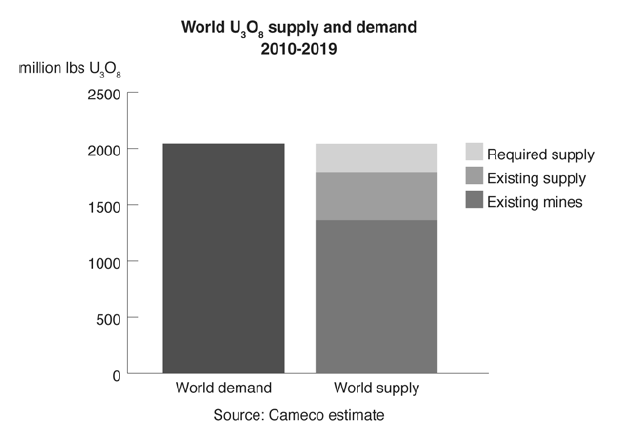 World U₃O₈ supply and demand
2010-2019
million lbs U₃O₈
2500
2000
1500
1000
500
0
Required supply
Existing supply
Existing mines
World demand
World supply
Source: Cameco estimate